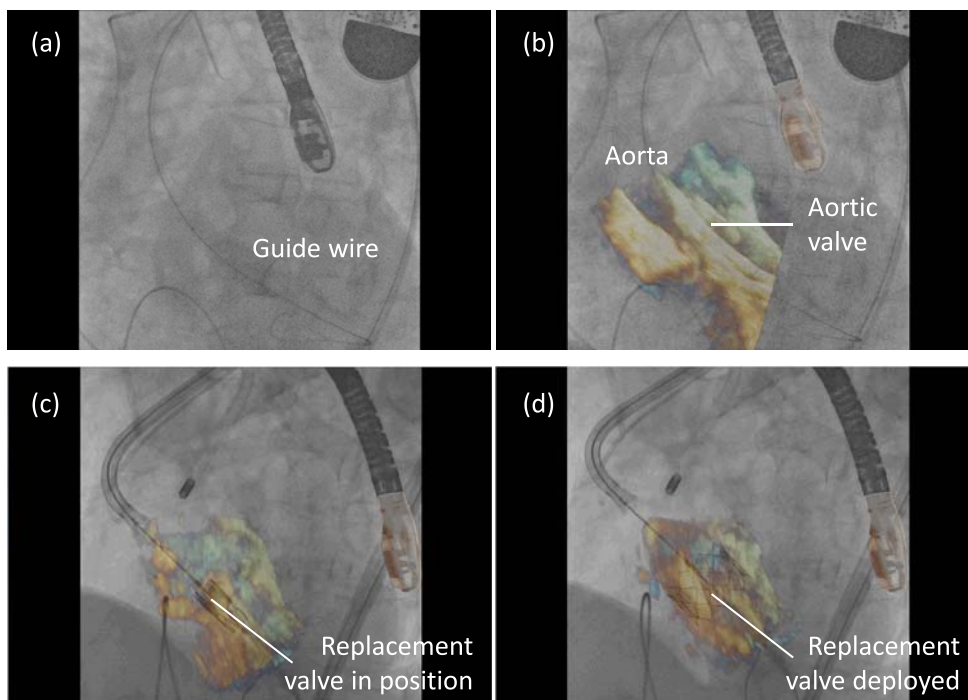 (a)
Guide wire
(b)
Aorta
Aortic
valve
(c)
Replacement
valve in position
(d)
Replacement
valve deployed